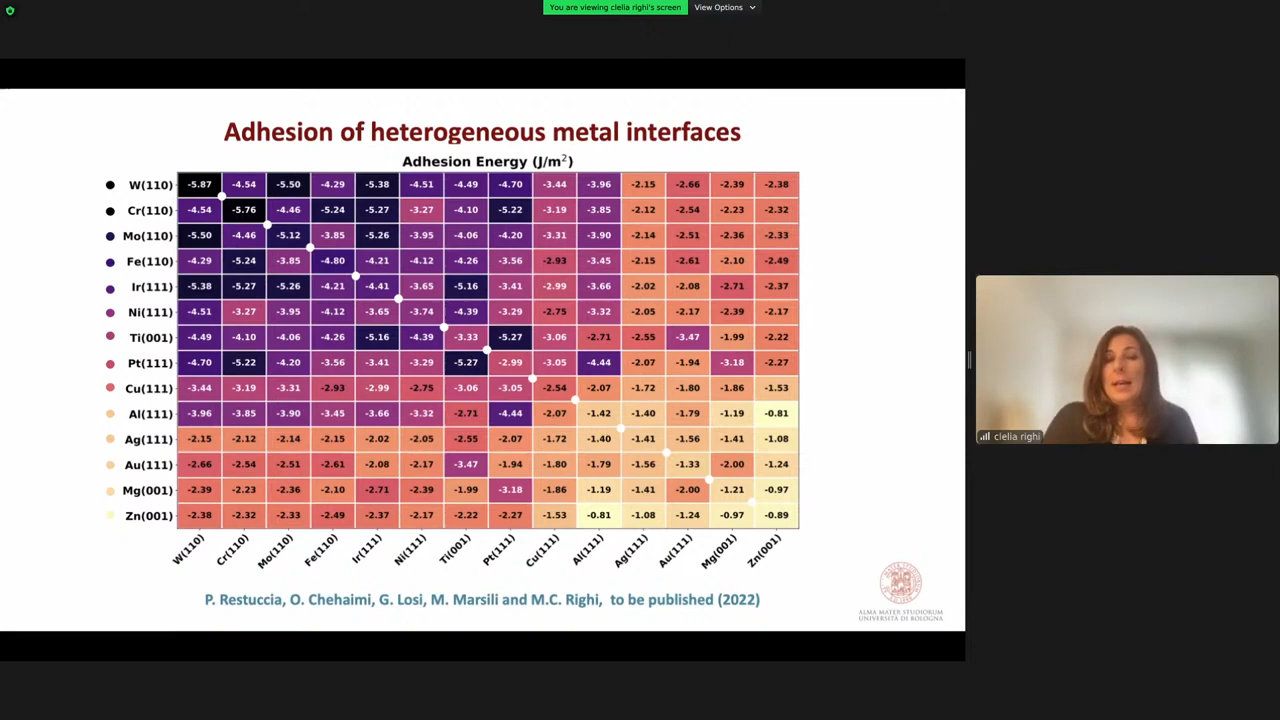 You are viewing clelia righi's screen
View Options
Adhesion of heterogeneous metal interfaces
Adhesion Energy (J/m²)
W(110) -5.87 -4.54 -5.50 -4.29 -5.38 -4.51 -4.49 -4.70 -3.44 -3.96 -2.15 -2.66 -2.39 -2.38
Cr(110) -4.54 -5.76 -4.46 -5.24 -5.27 -3.27 -4.10 -5.22 -3.19 -3.85 -2.12 -2.54 -2.23 -2.32
Mo(110) -5.50 -4.46 -5.12 -3.85 -5.26 -3.95 -4.06 -4.20 -3.31 -3.90 -2.14 -2.51 -2.36 -2.33
Fe(110) -4.29 -5.24 -3.85 -4.80 -4.21 -4.12 -4.26 -3.56 -2.93 -3.45 -2.15 -2.61 -2.10 -2.49
Ir(111) -5.38 -5.27 -5.26 -4.21 -4.41 -3.65 -5.16 -3.41 -2.99 -3.66 -2.02 -2.08 -2.71 -2.37
Ni(111) -4.51 -3.27 -3.95 -4.12 -3.65 -3.74 -4.39 -3.29 -2.75 -3.32 -2.05 -2.17 -2.39 -2.17
Ti(001) -4.49 -4.10 -4.06 -4.26 -5.16 -4.39 -3.33 -5.27 -3.06 -2.71 -2.55 -3.47 -1.99 -2.22
Pt(111) -4.70 -5.22 -4.20 -3.56 -3.41 -3.29 -5.27 -2.99 -3.05 -4.44 -2.07 -1.94 -3.18 -2.27
Cu(111) -3.44 -3.19 -3.31 -2.93 -2.99 -2.75 -3.06 -3.05 -2.54 -2.07 -1.72 -1.80 -1.86 -1.53
Al(111) -3.96 -3.85 -3.90 -3.45 -3.66 -3.32 -2.71 -4.44 -2.07 -1.42 -1.40 -1.79 -1.19 -0.81
Ag(111) -2.15 -2.12 -2.14 -2.15 -2.02 -2.05 -2.55 -2.07 -1.72 -1.40 -1.41 -1.56 -1.41 -1.08
Au(111) -2.66 -2.54 -2.51 -2.61 -2.08 -2.17 -3.47 -1.94 -1.80 -1.79 -1.56 -1.33 -2.00 -1.24
Mg(001) -2.39 -2.23 -2.36 -2.10 -2.71 -2.39 -1.99 -3.18 -1.86 -1.19 -1.41 -2.00 -1.21 -0.97
Zn(001) -2.38 -2.32 -2.33 -2.49 -2.37 -2.17 -2.22 -2.27 -1.53 -0.81 -1.08 -1.24 -0.97 -0.89
W(110) Cr(110) Mo(110) Fe(110) Ir(111) Ni(111) Ti(001) Pt(111) Cu(111) Al(111) Ag(111) Au(111) Mg(001) Zn(001)
P. Restuccia, O. Chehaimi, G. Losi, M. Marsili and M.C. Righi, to be published (2022)
ALMA MATER STUDIORUM
UNIVERSITÀ DI BOLOGNA
clelia righi